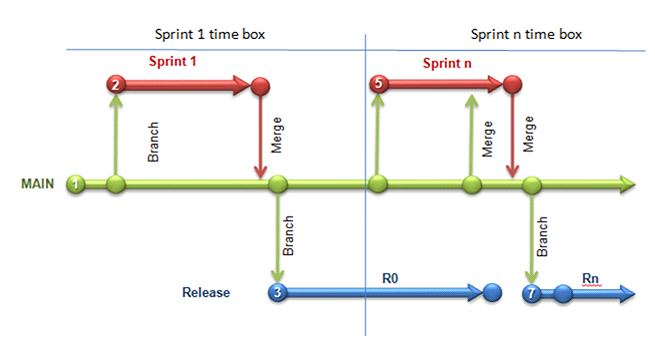 Sprint 1 time box
Sprint n time box
Sprint 1
Sprint n
2
5
Branch
Merge
Merge
Merge
MAIN
1
Branch
Branch
Release
3
R0
7
Rn